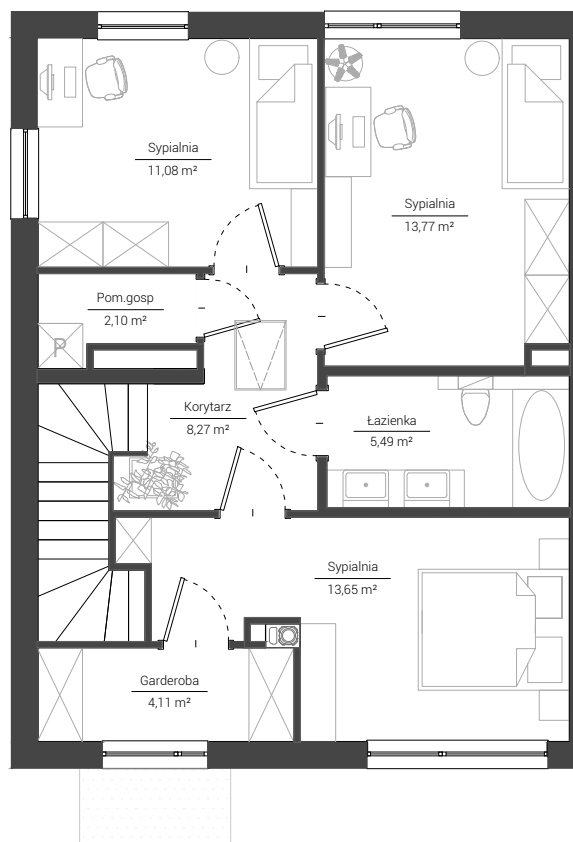 Sypialnia
11,08 m²
Sypialnia
13,77 m²
Pom.gosp
2,10 m²
P
Korytarz
8,27 m²
Łazienka
5,49 m²
Sypialnia
13,65 m²
Garderoba
4,11 m²